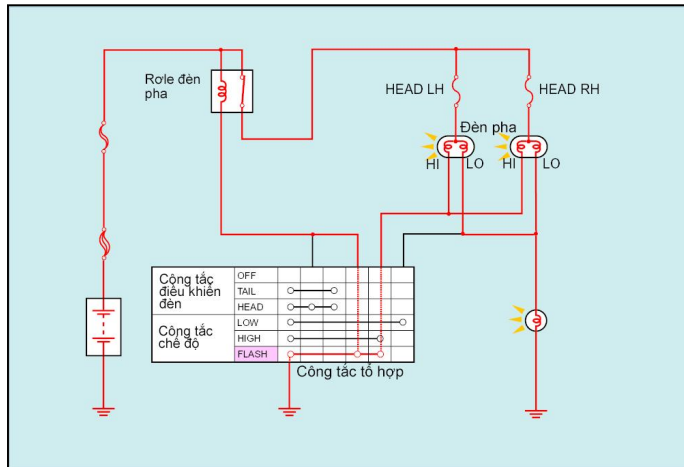 Rơle đèn
pha
HEAD LH
HEAD RH
Đèn pha
HI
LO
HI
LO
Công tắc
điều khiển
đèn
OFF
TAIL
HEAD
Công tắc
chế độ
LOW
HIGH
FLASH
Công tắc tổ hợp